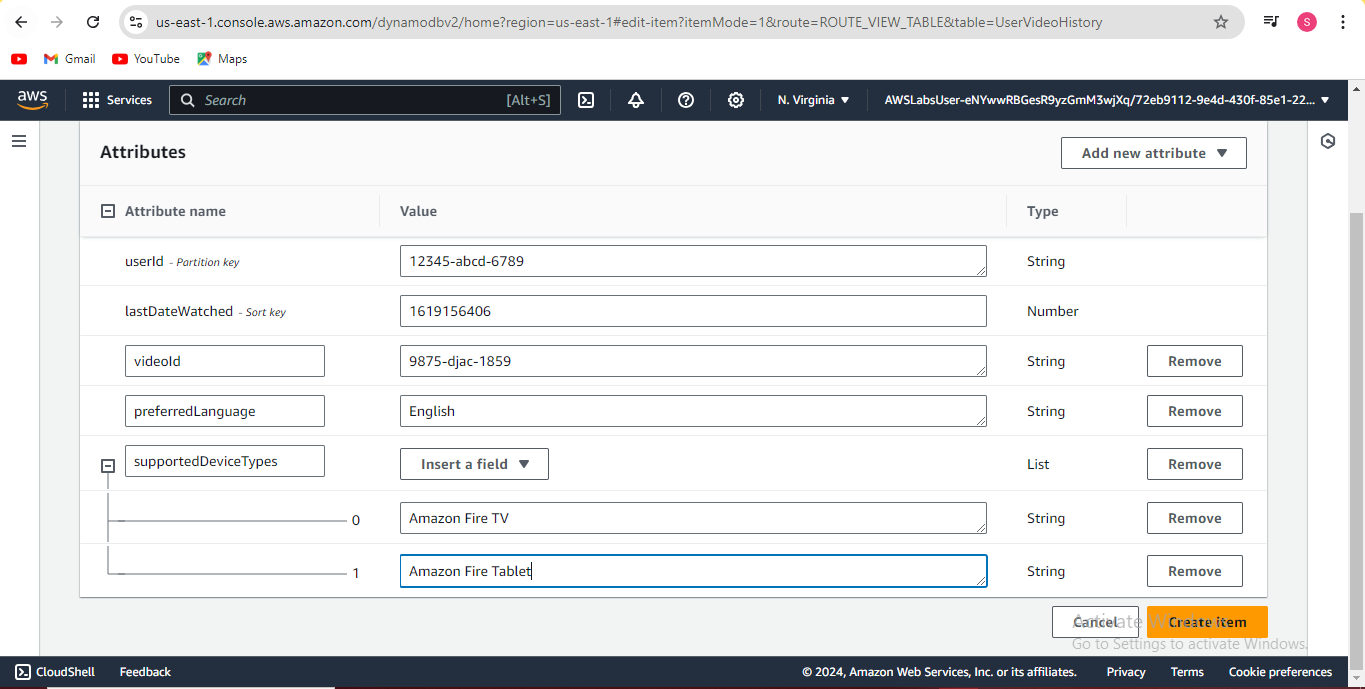 us-east-1.console.aws.amazon.com/dynamodbv2/home?region=us-east-1#edit-item?itemMode=1&route=ROUTE_VIEW_TABLE&table=UserVideoHistory
S
Gmail YouTube Maps
aws Services Search [Alt+S] N. Virginia AWSLabsUser-eNYwwRBGesR9yzGmM3wjXq/72eb9112-9e4d-430f-85e1-22...
Attributes Add new attribute
Attribute name Value Type
userId - Partition key 12345-abcd-6789 String
lastDateWatched - Sort key 1619156406 Number
videoId 9875-djac-1859 String Remove
preferredLanguage English String Remove
supportedDeviceTypes Insert a field List Remove
0 Amazon Fire TV String Remove
1 Amazon Fire Tablet String Remove
Cancel Create item
Activate Windows
Go to Settings to activate Windows.
CloudShell Feedback © 2024, Amazon Web Services, Inc. or its affiliates. Privacy Terms Cookie preferences